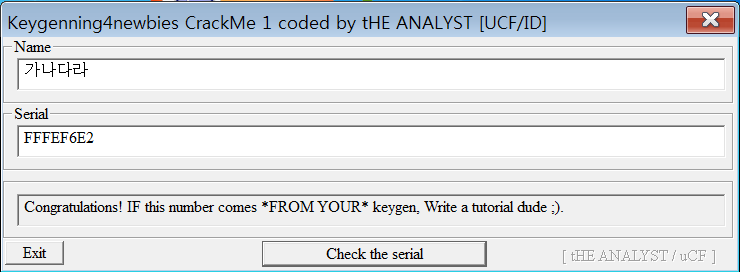 Keygenning4newbies CrackMe 1 coded by tHE ANALYST [UCF/ID]
Name
가나다라
Serial
FFFEF6E2
Congratulations! IF this number comes *FROM YOUR* keygen, Write a tutorial dude ;).
Exit
Check the serial
[ tHE ANALYST / uCF ]